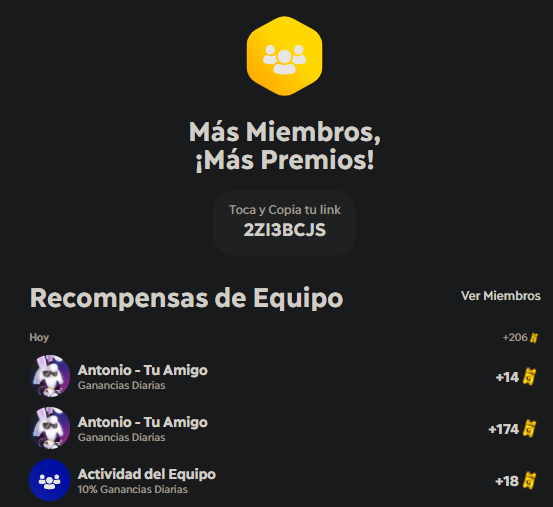 Más Miembros,
¡Más Premios!
Toca y Copia tu link
2ZI3BCJS
Recompensas de Equipo
Ver Miembros
Hoy
+206
Antonio - Tu Amigo
Ganancias Diarias
+14
Antonio - Tu Amigo
Ganancias Diarias
+174
Actividad del Equipo
10% Ganancias Diarias
+18